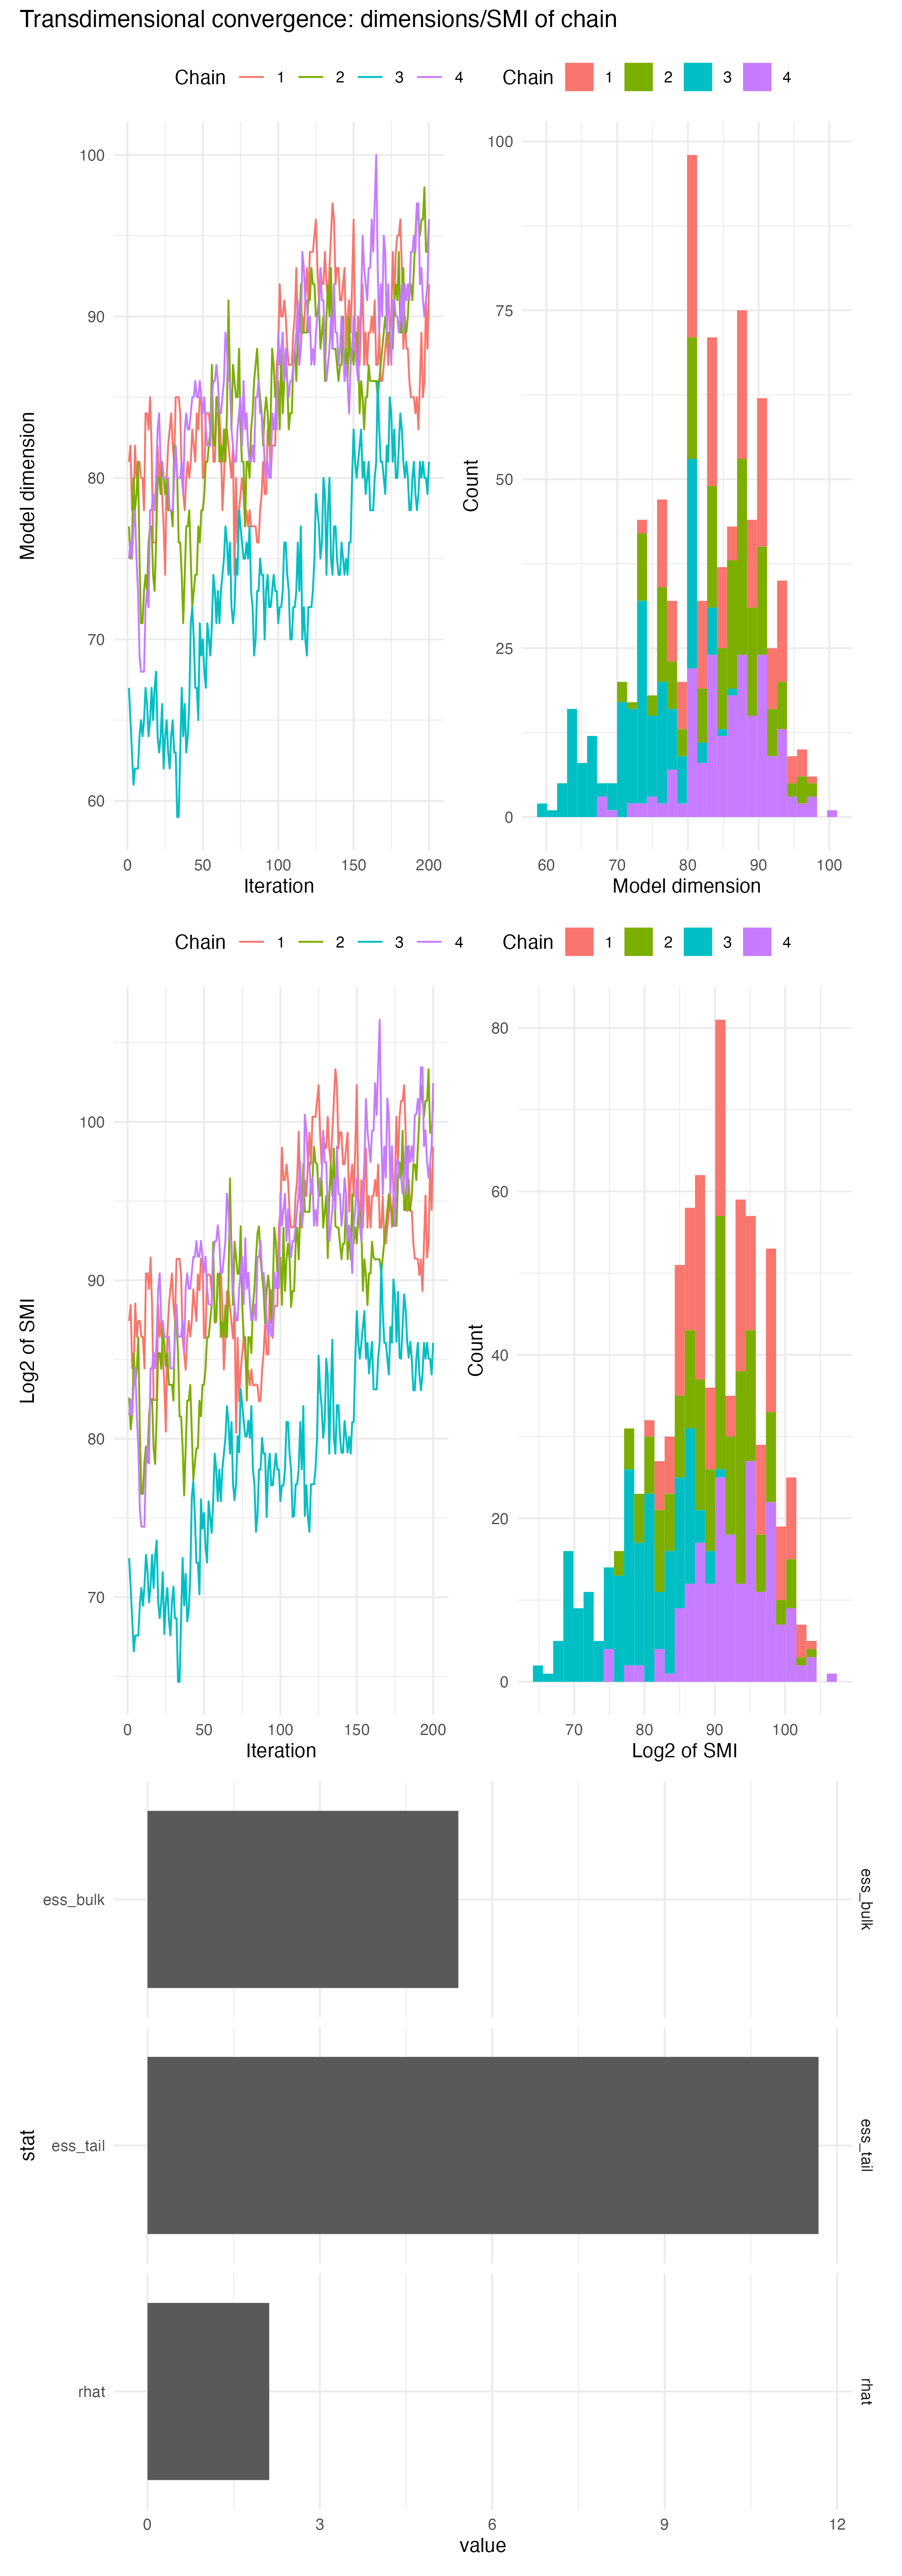 Transdimensional convergence: dimensions/SMI of chain
Chain 1 2 3 4
Chain 1 2 3 4
Model dimension
100
90
80
70
60
0 50 100 150 200
Iteration
Count
100
75
50
25
0
60 70 80 90 100
Model dimension
Chain 1 2 3 4
Chain 1 2 3 4
Log2 of SMI
100
90
80
70
0 50 100 150 200
Iteration
Count
80
60
40
20
0
70 80 90 100
Log2 of SMI
stat
ess_bulk
ess_bulk
ess_tail
ess_tail
rhat
rhat
0 3 6 9 12
value